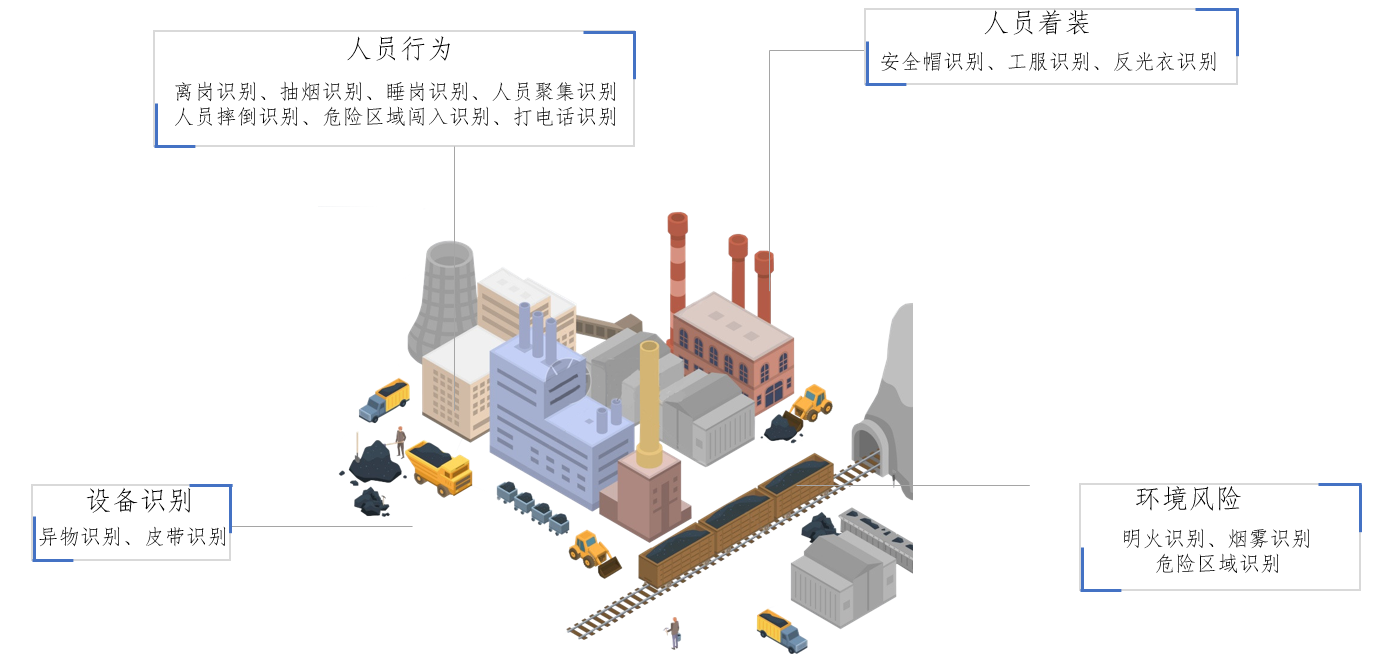 人员行为
离岗识别、抽烟识别、睡岗识别、人员聚集识别
人员摔倒识别、危险区域闯入识别、打电话识别
人员着装
安全帽识别、工服识别、反光衣识别
设备识别
异物识别、皮带识别
环境风险
明火识别、烟雾识别
危险区域识别